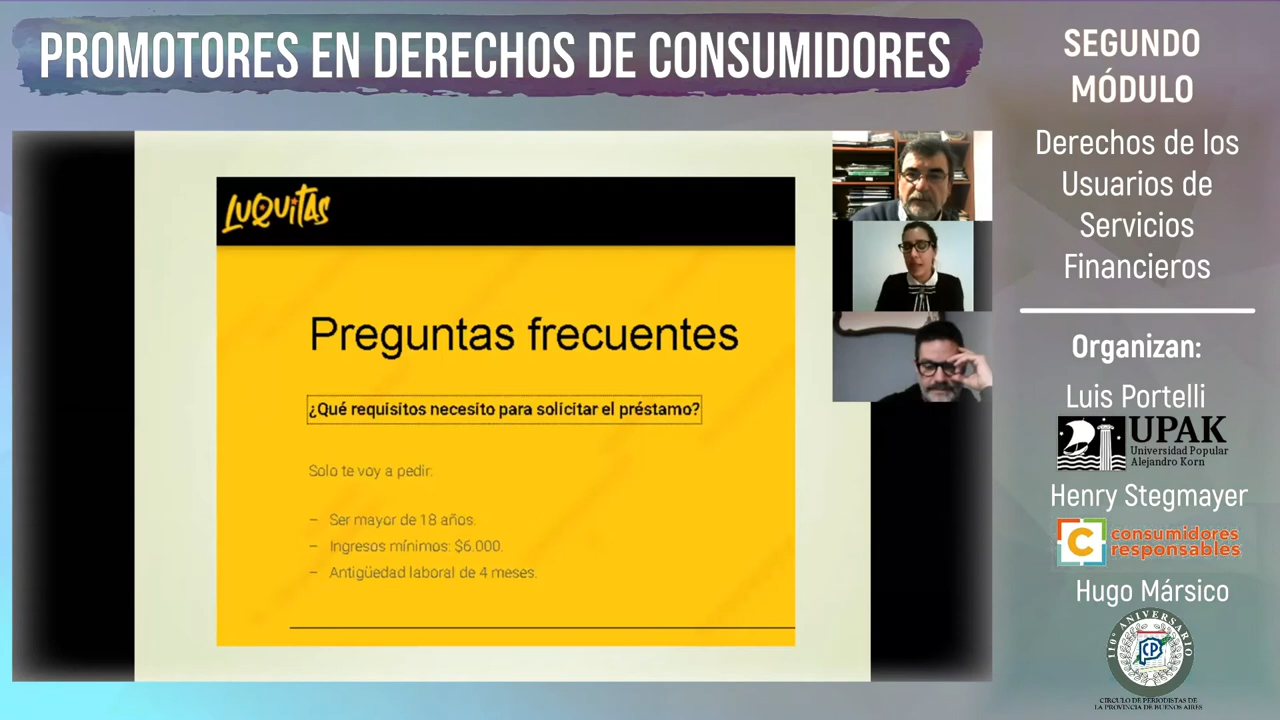 PROMOTORES EN DERECHOS DE CONSUMIDORES
LUQUITAS
Preguntas frecuentes
¿Qué requisitos necesito para solicitar el préstamo?
Solo te voy a pedir:
– Ser mayor de 18 años.
– Ingresos mínimos: $6.000.
– Antigüedad laboral de 4 meses.
SEGUNDO
MÓDULO
Derechos de los
Usuarios de
Servicios
Financieros
Organizan:
Luis Portelli
UPAK
Universidad Popular
Alejandro Korn
Henry Stegmayer
C consumidores
responsables
Hugo Mársico
110° ANIVERSARIO
CP
CIRCULO DE PERIODISTAS DE
LA PROVINCIA DE BUENOS AIRES